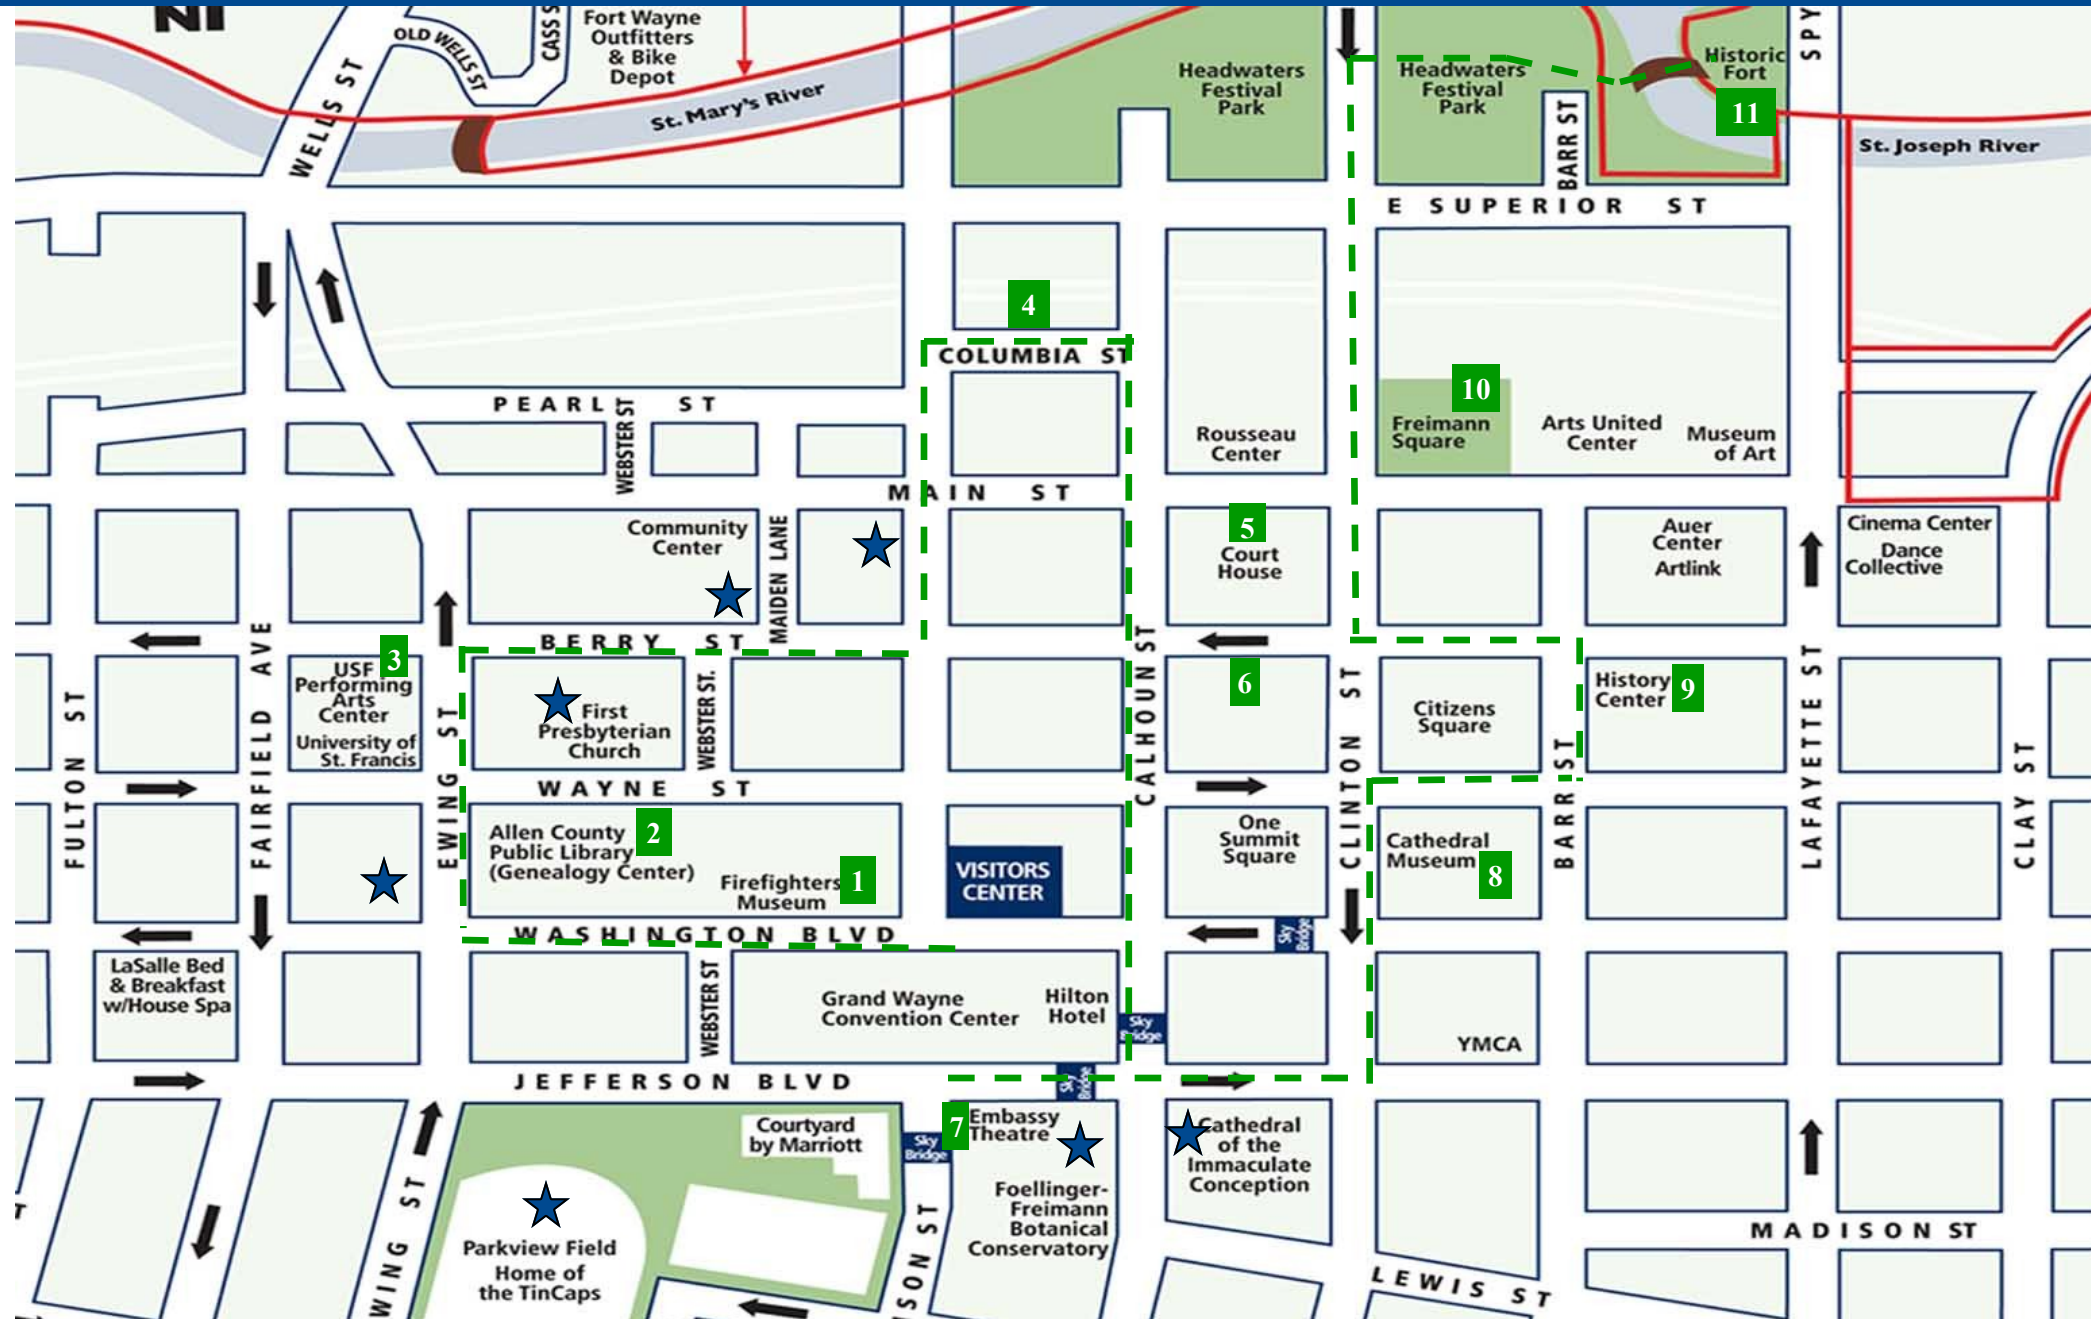 NI
OLD WELLS ST
CASS S
Fort Wayne
Outfitters
& Bike
Depot
WELLS ST
St. Mary's River
Headwaters
Festival
Park
Headwaters
Festival
Park
BARR ST
Historic
Fort
11
SPY
St. Joseph River
E SUPERIOR ST
4
COLUMBIA ST
PEARL ST
WEBSTER ST
MAIN ST
Rousseau
Center
10
Freimann
Square
Arts United
Center
Museum
of Art
Community
Center
MAIDEN LANE
5
Court
House
Auer
Center
Artlink
Cinema Center
Dance
Collective
BERRY ST
3
USF
Performing
Arts
Center
University of
St. Francis
FULTON ST
FAIRFIELD AVE
EWING ST
First
Presbyterian
Church
WEBSTER ST.
CALHOUN ST
6
CLINTON ST
Citizens
Square
BARR ST
History
Center
9
LAFAYETTE ST
CLAY ST
WAYNE ST
Allen County
Public Library
(Genealogy Center)
2
Firefighters
Museum
1
VISITORS
CENTER
One
Summit
Square
Cathedral
Museum
8
WASHINGTON BLVD
Sky
Bridge
LaSalle Bed
& Breakfast
w/House Spa
WEBSTER ST
Grand Wayne
Convention Center
Hilton
Hotel
Sky
Bridge
YMCA
JEFFERSON BLVD
Sky
Bridge
Courtyard
by Marriott
Sky
Bridge
7
Embassy
Theatre
Cathedral
of the
Immaculate
Conception
Foellinger-
Freimann
Botanical
Conservatory
T
WING ST
Parkview Field
Home of
the TinCaps
SON ST
MADISON ST
LEWIS ST